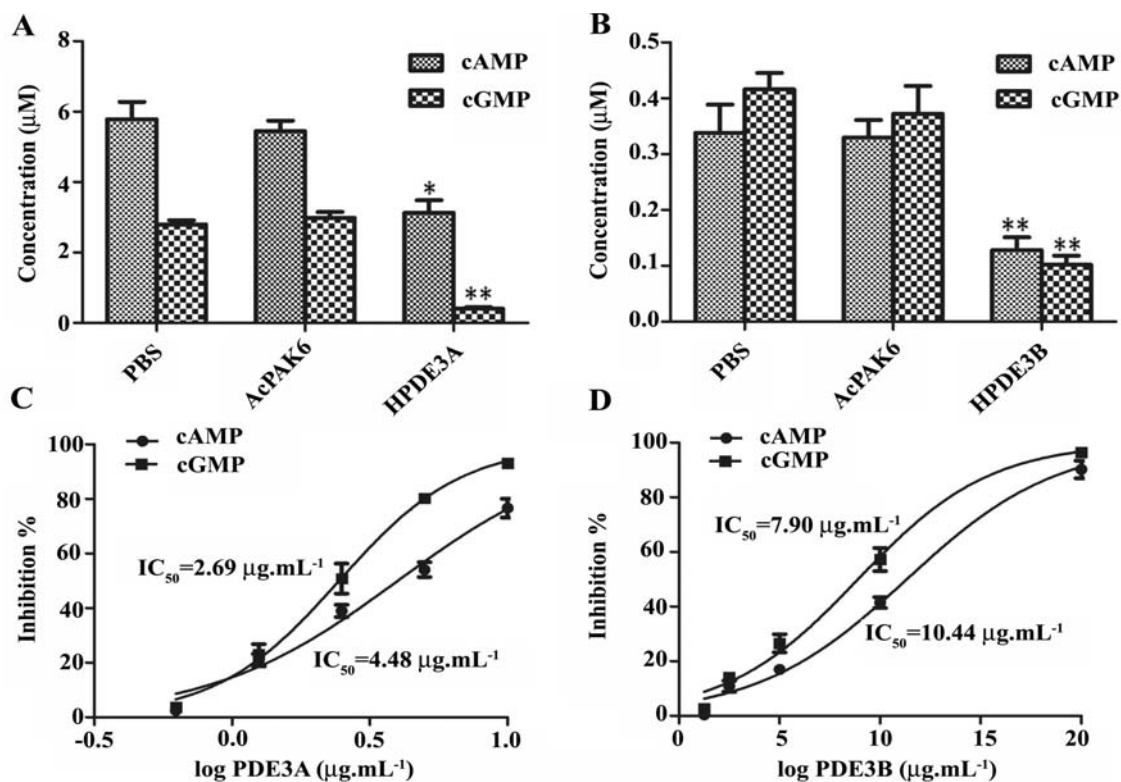 A
8
6
4
2
0
Concentration (μM)
cAMP
cGMP
*
**
PBS
AcPAK6
HPDE3A
B
0.5
0.4
0.3
0.2
0.1
0.0
Concentration (μM)
cAMP
cGMP
**
**
PBS
AcPAK6
HPDE3B
C
100
80
60
40
20
0
Inhibition %
cAMP
cGMP
IC50=2.69 μg.mL-1
IC50=4.48 μg.mL-1
-0.5
0.0
0.5
1.0
log PDE3A (μg.mL-1)
D
100
80
60
40
20
0
Inhibition %
cAMP
cGMP
IC50=7.90 μg.mL-1
IC50=10.44 μg.mL-1
0
5
10
15
20
log PDE3B (μg.mL-1)